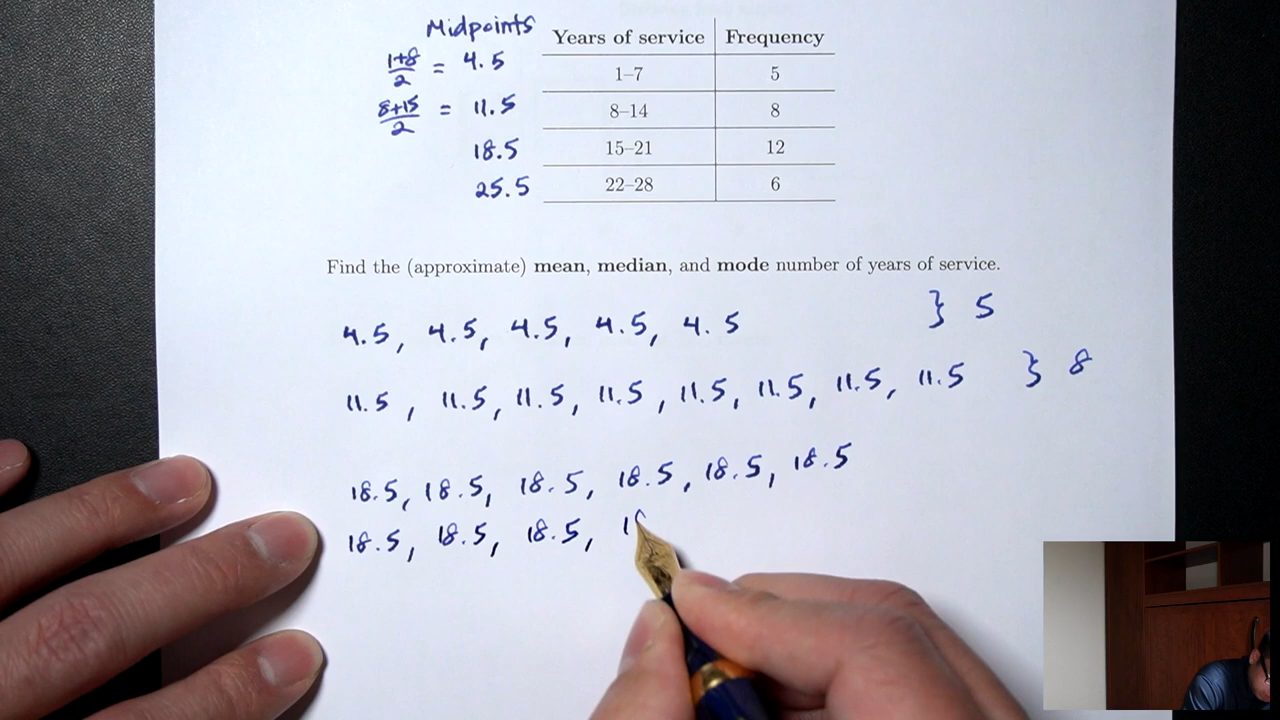 Midpoints
Years of service Frequency
1+8/2 = 4.5 1–7 5
8+15/2 = 11.5 8–14 8
18.5 15–21 12
25.5 22–28 6
Find the (approximate) mean, median, and mode number of years of service.
4.5, 4.5, 4.5, 4.5, 4.5 } 5
11.5, 11.5, 11.5, 11.5, 11.5, 11.5, 11.5, 11.5 } 8
18.5, 18.5, 18.5, 18.5, 18.5, 18.5
18.5, 18.5, 18.5,